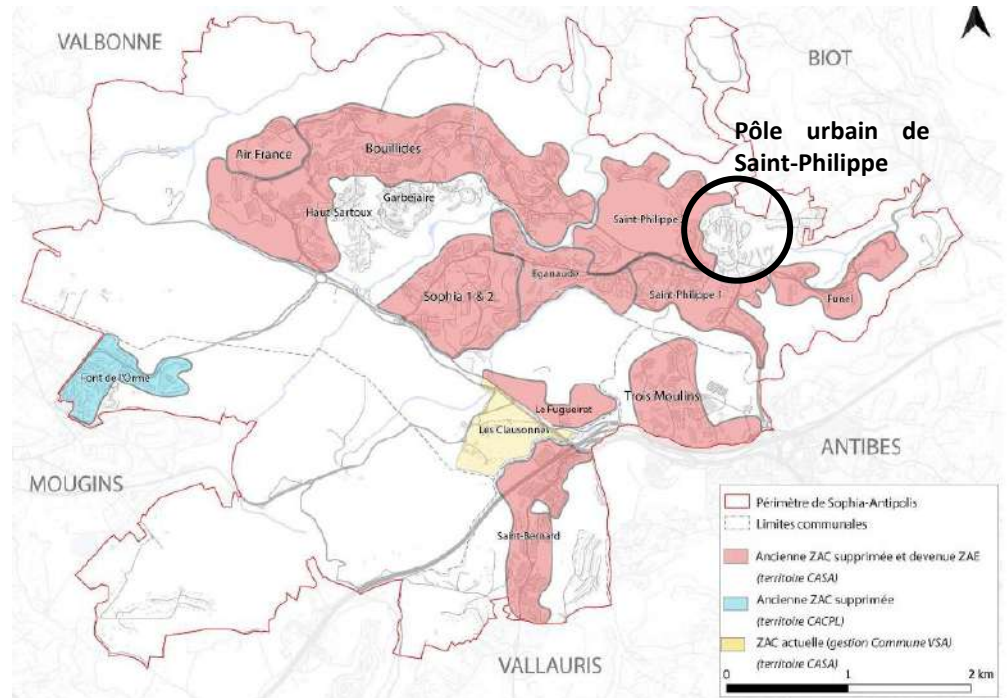 VALBONNE
BIOT
Pôle urbain de
Saint-Philippe
Air France
Bouillides
Garbejaire
Haut-Sartoux
Saint-Philippe
Eganaude
Sophia 1 & 2
Saint-Philippe 1
Funel
Font de l'Orme
Trois Moulins
Le Fugueiret
Les Clausonnes
ANTIBES
MOUGINS
Saint-Bernard
VALLAURIS
Périmètre de Sophia-Antipolis
Limites communales
Ancienne ZAC supprimée et devenue ZAE
(territoire CASA)
Ancienne ZAC supprimée
(territoire CACPL)
ZAC actuelle (gestion Commune VSA)
(territoire CASA)
0 1 2 km